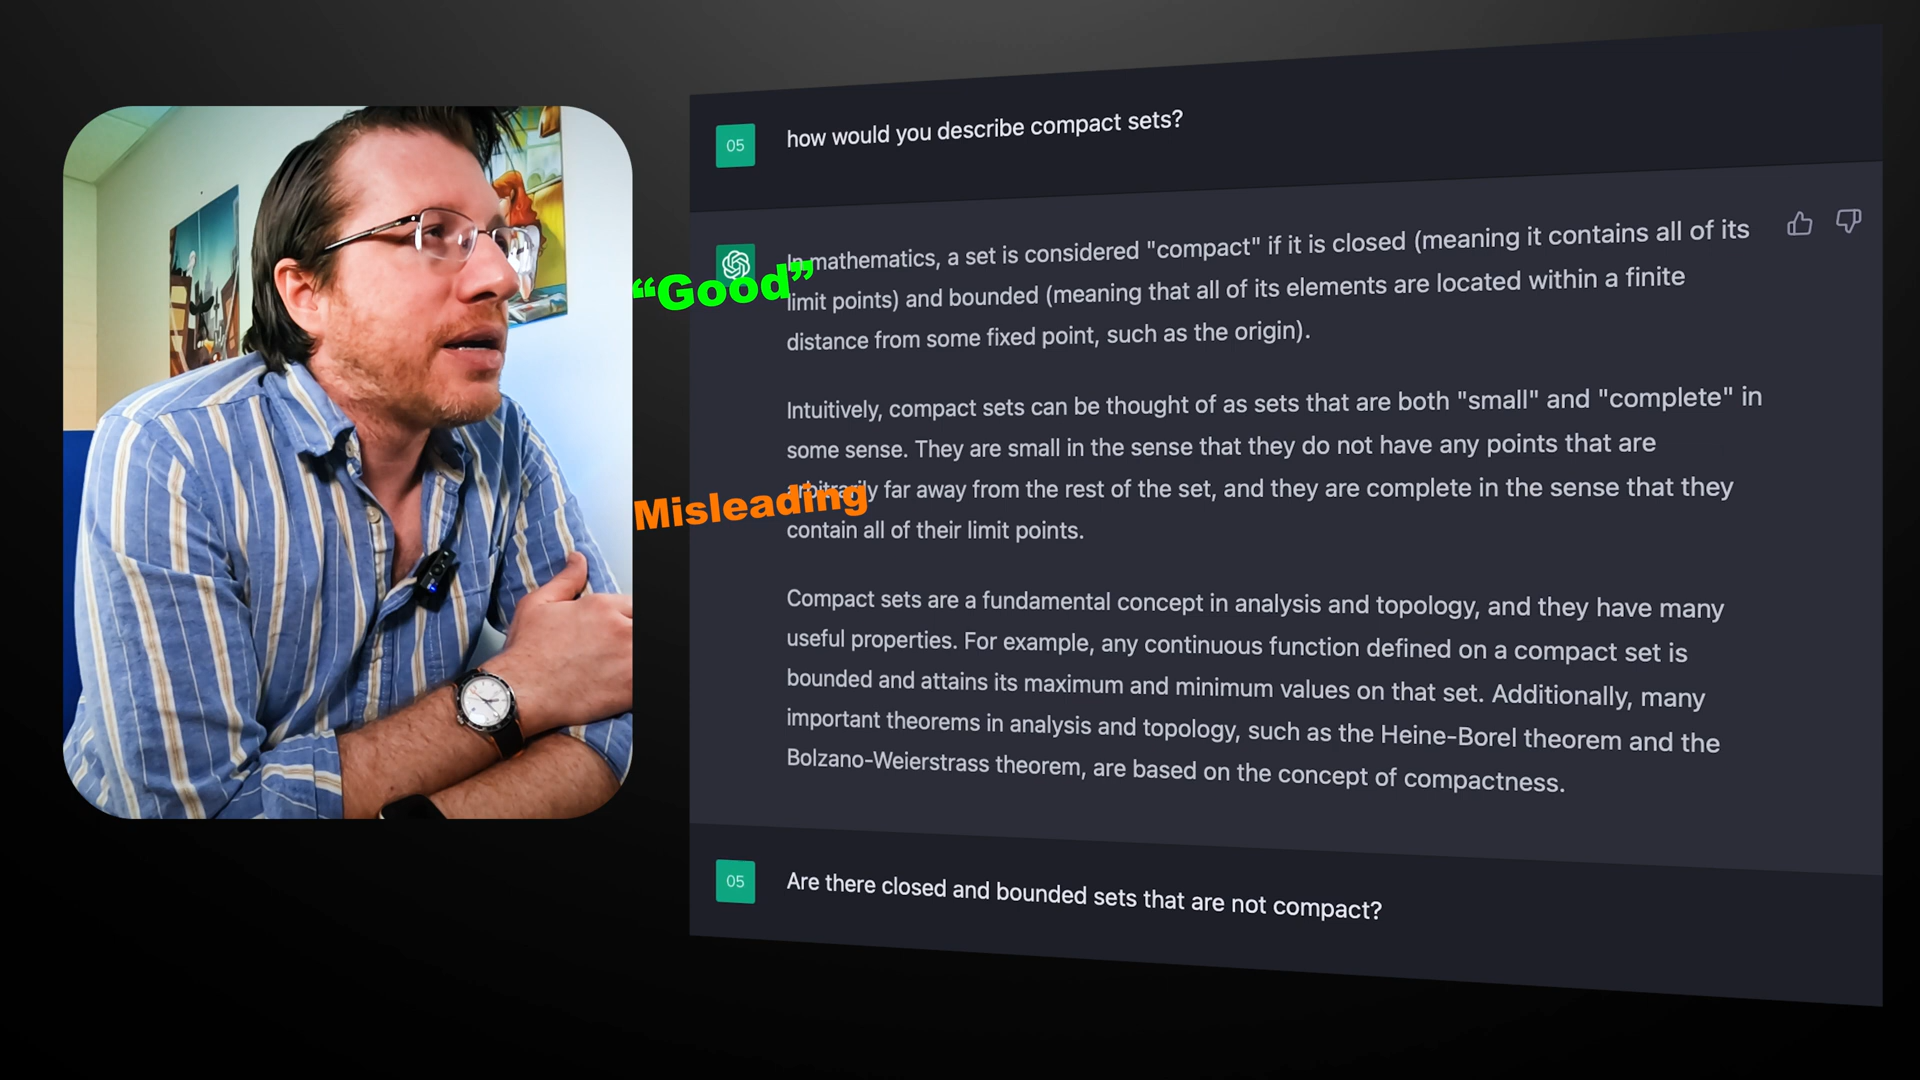 05
how would you describe compact sets?
In mathematics, a set is considered "compact" if it is closed (meaning it contains all of its
limit points) and bounded (meaning that all of its elements are located within a finite
distance from some fixed point, such as the origin).
“Good”
Intuitively, compact sets can be thought of as sets that are both "small" and "complete" in
some sense. They are small in the sense that they do not have any points that are
arbitrarily far away from the rest of the set, and they are complete in the sense that they
contain all of their limit points.
Misleading
Compact sets are a fundamental concept in analysis and topology, and they have many
useful properties. For example, any continuous function defined on a compact set is
bounded and attains its maximum and minimum values on that set. Additionally, many
important theorems in analysis and topology, such as the Heine-Borel theorem and the
Bolzano-Weierstrass theorem, are based on the concept of compactness.
05
Are there closed and bounded sets that are not compact?